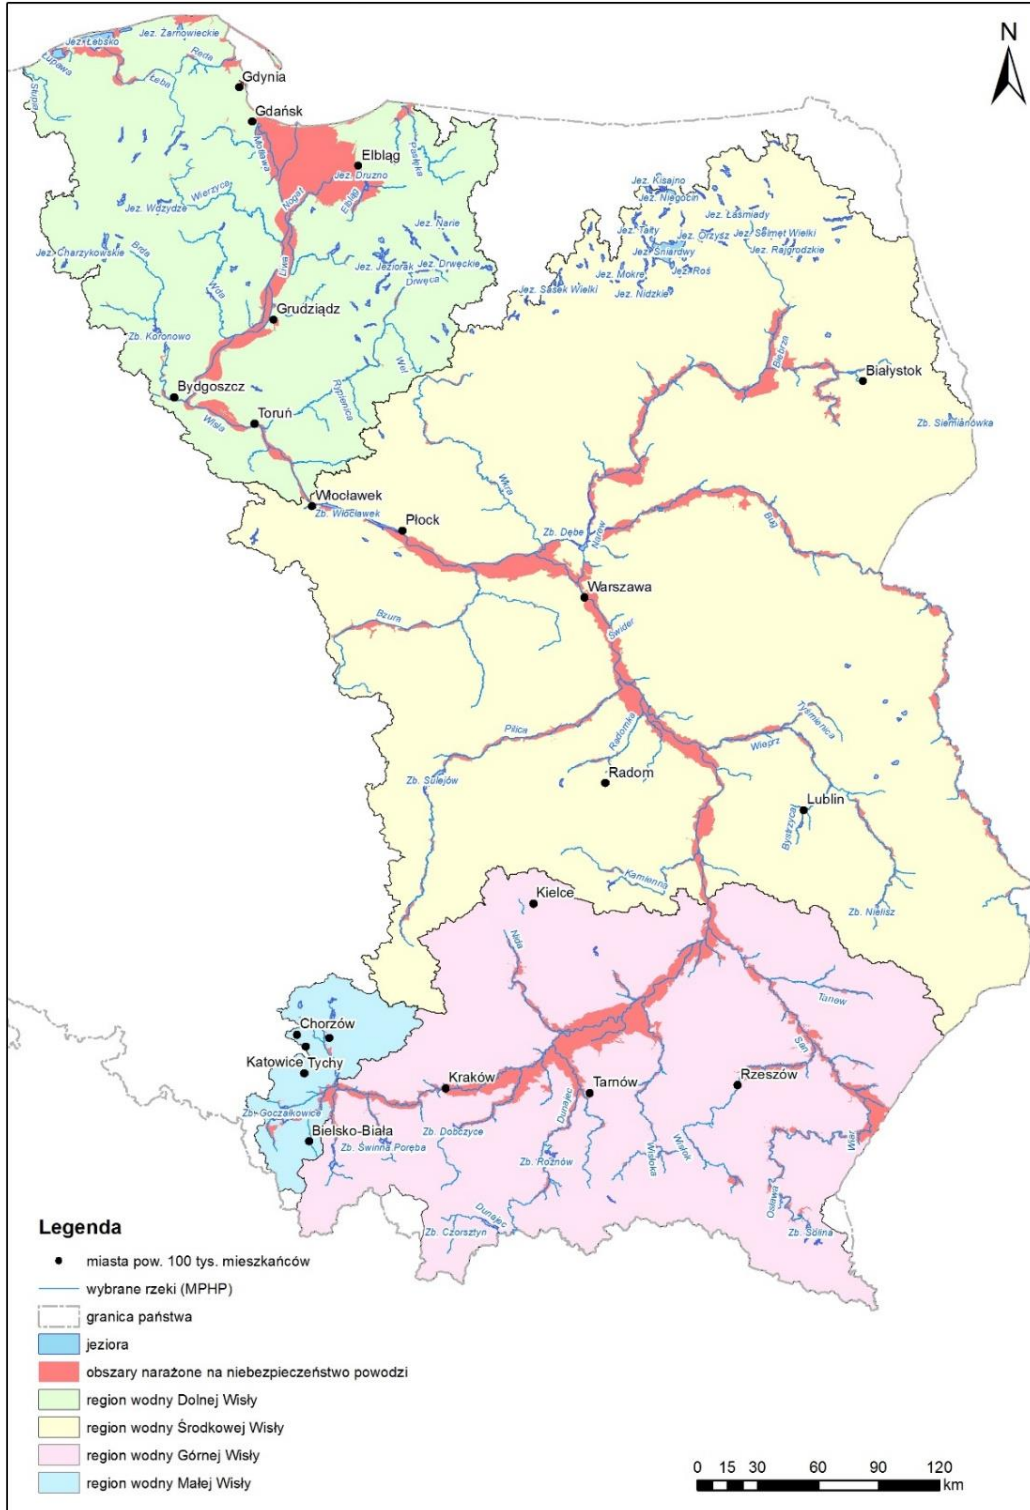 N
Jez. Żarnowieckie
Jez. Łebsko
Łupawa
Reda
Łeba
Słupia
Gdynia
Gdańsk
Motława
Elbląg
Jez. Druzno
Pasłęka
Nogat
Elbląg
Wierzyca
Jez. Wdzydze
Brda
Jez. Charzykowskie
Wda
Liwa
Jez. Narie
Jez. Jeziorak
Jez. Drwęckie
Drwęca
Grudziądz
Zb. Koronowo
Wel
Rypienica
Bydgoszcz
Toruń
Wisła
Jez. Kisajno
Jez. Niegocin
Jez. Łaśmiady
Jez. Tałty
Jez. Orzysz
Jez. Selmęt Wielki
Jez. Śniardwy
Jez. Rajgrodzkie
Jez. Mokre
Jez. Roś
Jez. Sasek Wielki
Jez. Nidzkie
Biebrza
Białystok
Zb. Siemianówka
Włocławek
Zb. Włocławek
Płock
Wkra
Zb. Dębe
Narew
Bug
Warszawa
Bzura
Świder
Pilica
Radomka
Tyśmienica
Wieprz
Zb. Sulejów
Radom
Lublin
Bystrzyca
Kamienna
Zb. Nielisz
Kielce
Nida
Tanew
San
Chorzów
Katowice
Tychy
Kraków
Tarnów
Rzeszów
Dunajec
Zb. Goczałkowice
Bielsko-Biała
Zb. Dobczyce
Zb. Świnna Poręba
Zb. Rożnów
Wisłoka
Wisłok
Wiar
Osława
Dunajec
Zb. Czorsztyn
Zb. Solina
Legenda
miasta pow. 100 tys. mieszkańców
wybrane rzeki (MPHP)
granica państwa
jeziora
obszary narażone na niebezpieczeństwo powodzi
region wodny Dolnej Wisły
region wodny Środkowej Wisły
region wodny Górnej Wisły
region wodny Małej Wisły
0 15 30 60 90 120
km